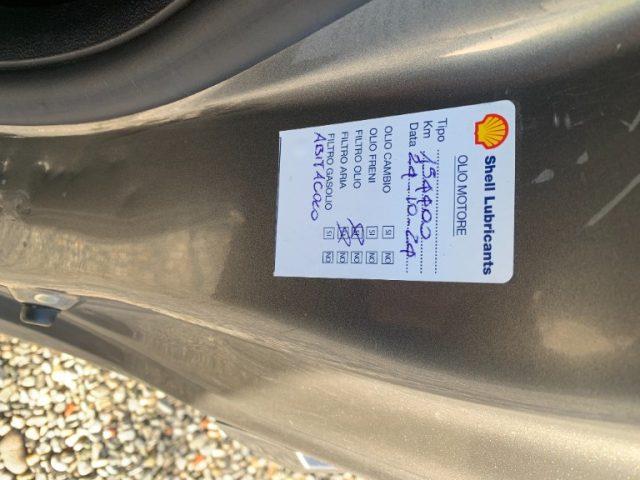 Shell Lubricants
OLIO MOTORE
Tipo
Km 154400
Data 24-10-24
OLIO CAMBIO SI NO
OLIO FRENI SI NO
FILTRO OLIO SI NO
FILTRO ARIA SI NO
FILTRO GASOLIO SI NO
ABITACOLO